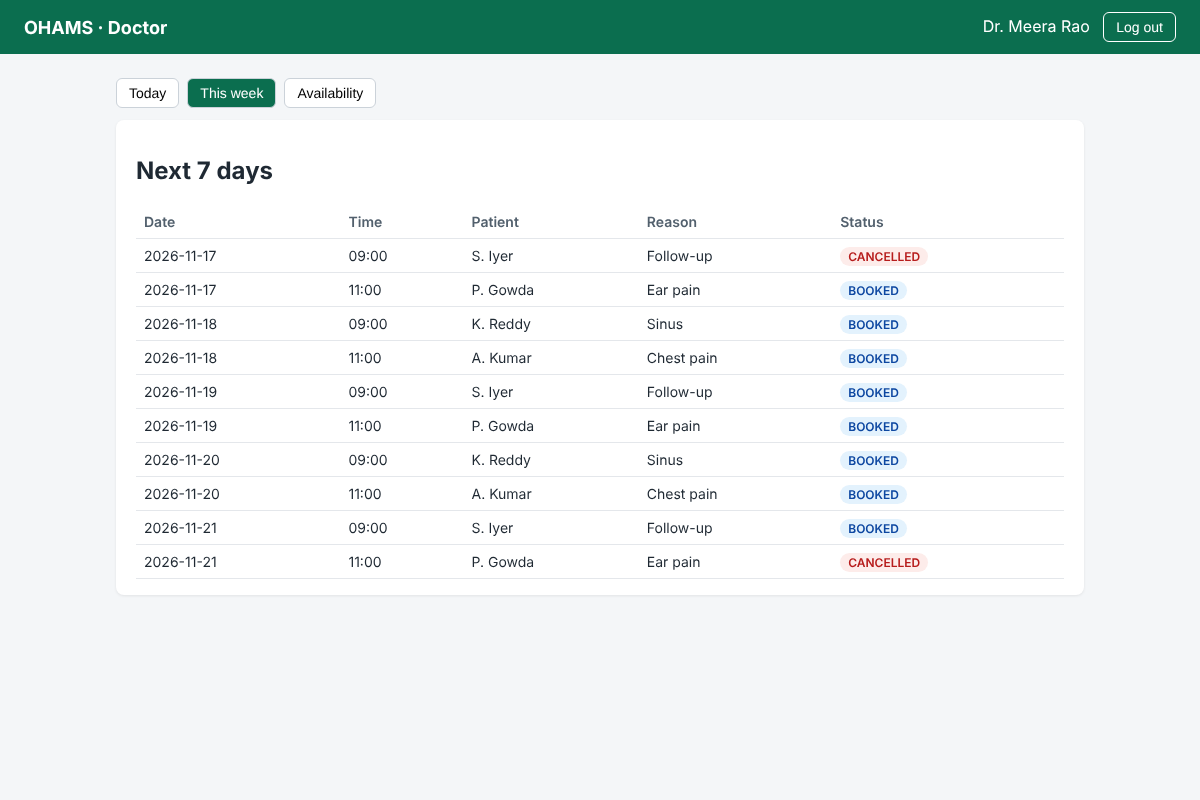 OHAMS · Doctor
Dr. Meera Rao Log out
Today This week Availability
Next 7 days
Date Time Patient Reason Status
2026-11-17 09:00 S. Iyer Follow-up CANCELLED
2026-11-17 11:00 P. Gowda Ear pain BOOKED
2026-11-18 09:00 K. Reddy Sinus BOOKED
2026-11-18 11:00 A. Kumar Chest pain BOOKED
2026-11-19 09:00 S. Iyer Follow-up BOOKED
2026-11-19 11:00 P. Gowda Ear pain BOOKED
2026-11-20 09:00 K. Reddy Sinus BOOKED
2026-11-20 11:00 A. Kumar Chest pain BOOKED
2026-11-21 09:00 S. Iyer Follow-up BOOKED
2026-11-21 11:00 P. Gowda Ear pain CANCELLED